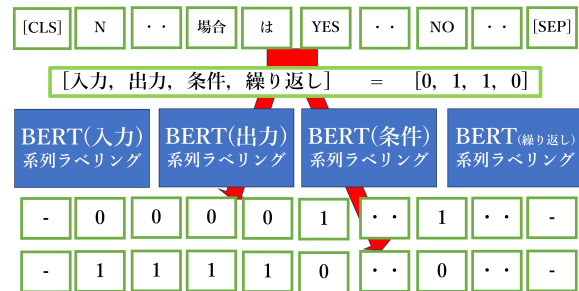 [CLS] N ・・ 場合 は YES ・・ NO ・・ [SEP]
[入力, 出力, 条件, 繰り返し] = [0, 1, 1, 0]
BERT(入力) BERT(出力) BERT(条件) BERT(繰り返し)
系列ラベリング 系列ラベリング 系列ラベリング 系列ラベリング
- 0 0 0 0 1 ・・ 1 ・・ -
- 1 1 1 1 0 ・・ 0 ・・ -